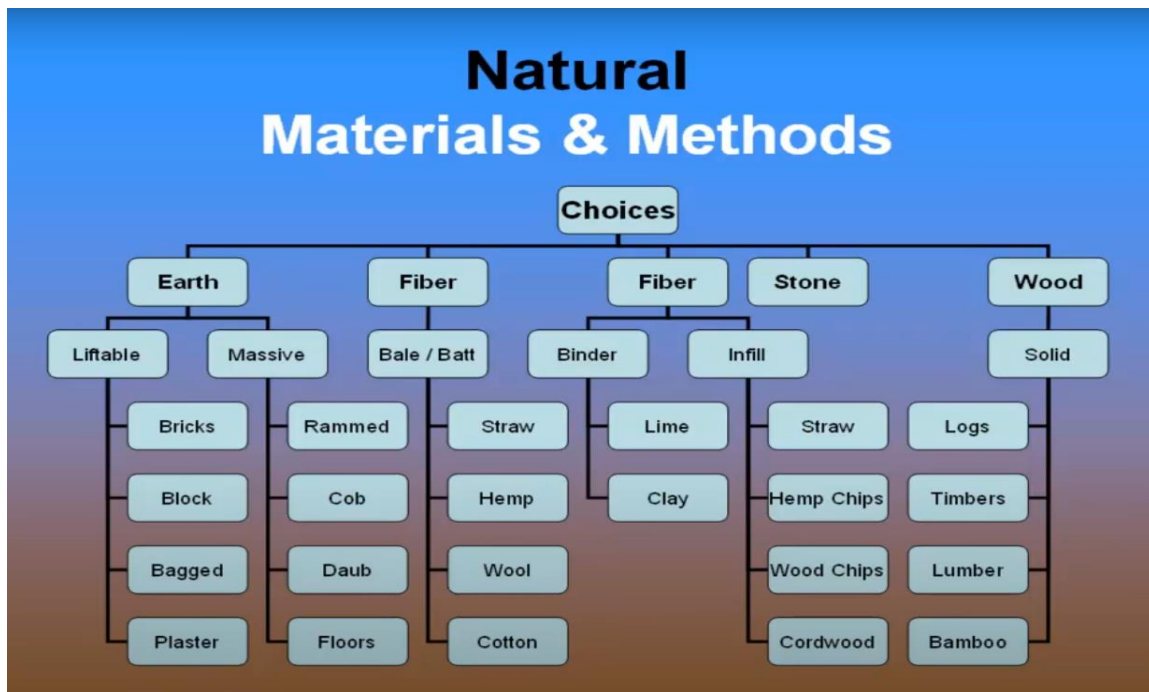 Natural
Materials & Methods
Choices
Earth
Fiber
Fiber
Stone
Wood
Liftable
Massive
Bale / Batt
Binder
Infill
Solid
Bricks
Rammed
Straw
Lime
Straw
Logs
Block
Cob
Hemp
Clay
Hemp Chips
Timbers
Bagged
Daub
Wool
Wood Chips
Lumber
Plaster
Floors
Cotton
Cordwood
Bamboo